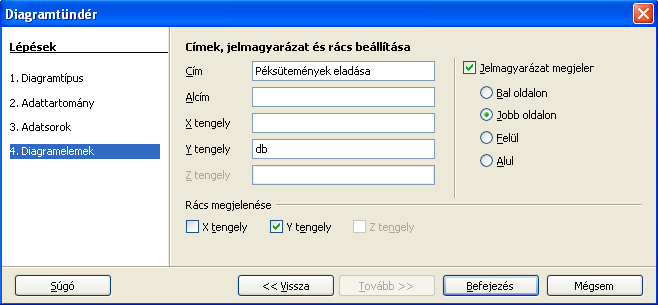 Diagramtündér
Lépések
1. Diagramtípus
2. Adattartomány
3. Adatsorok
4. Diagramelemek
Címek, jelmagyarázat és rács beállítása
Cím Péksütemények eladása
Alcím
X tengely
Y tengely db
Z tengely
Jelmagyarázat megjeler
Bal oldalon
Jobb oldalon
Felül
Alul
Rács megjelenése
X tengely Y tengely Z tengely
Súgó << Vissza Tovább >> Befejezés Mégsem